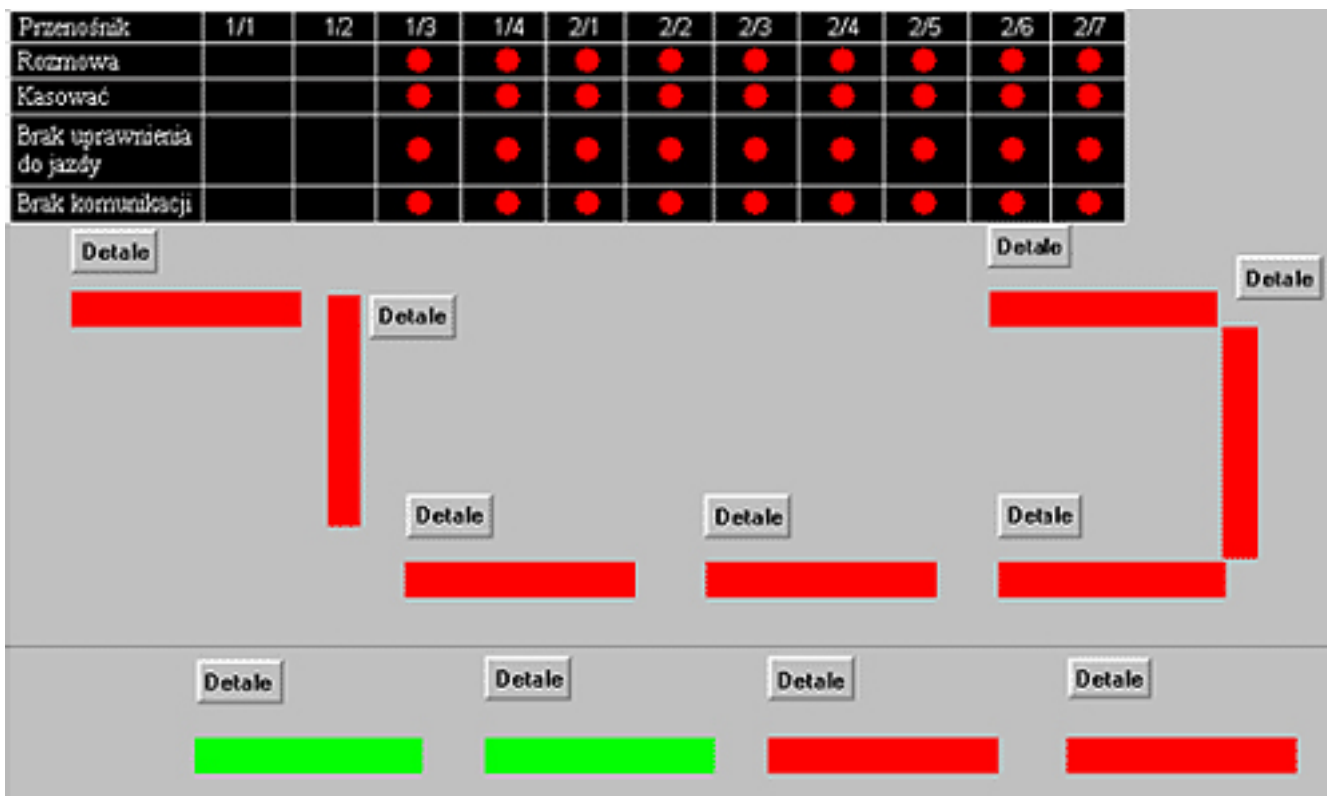 Przenośnik 1/1 1/2 1/3 1/4 2/1 2/2 2/3 2/4 2/5 2/6 2/7
Rozmowa
Kasować
Brak uprawnienia
do jazdy
Brak komunikacji
Detale
Detale
Detale
Detale
Detale
Detale
Detale
Detale
Detale
Detale
Detale